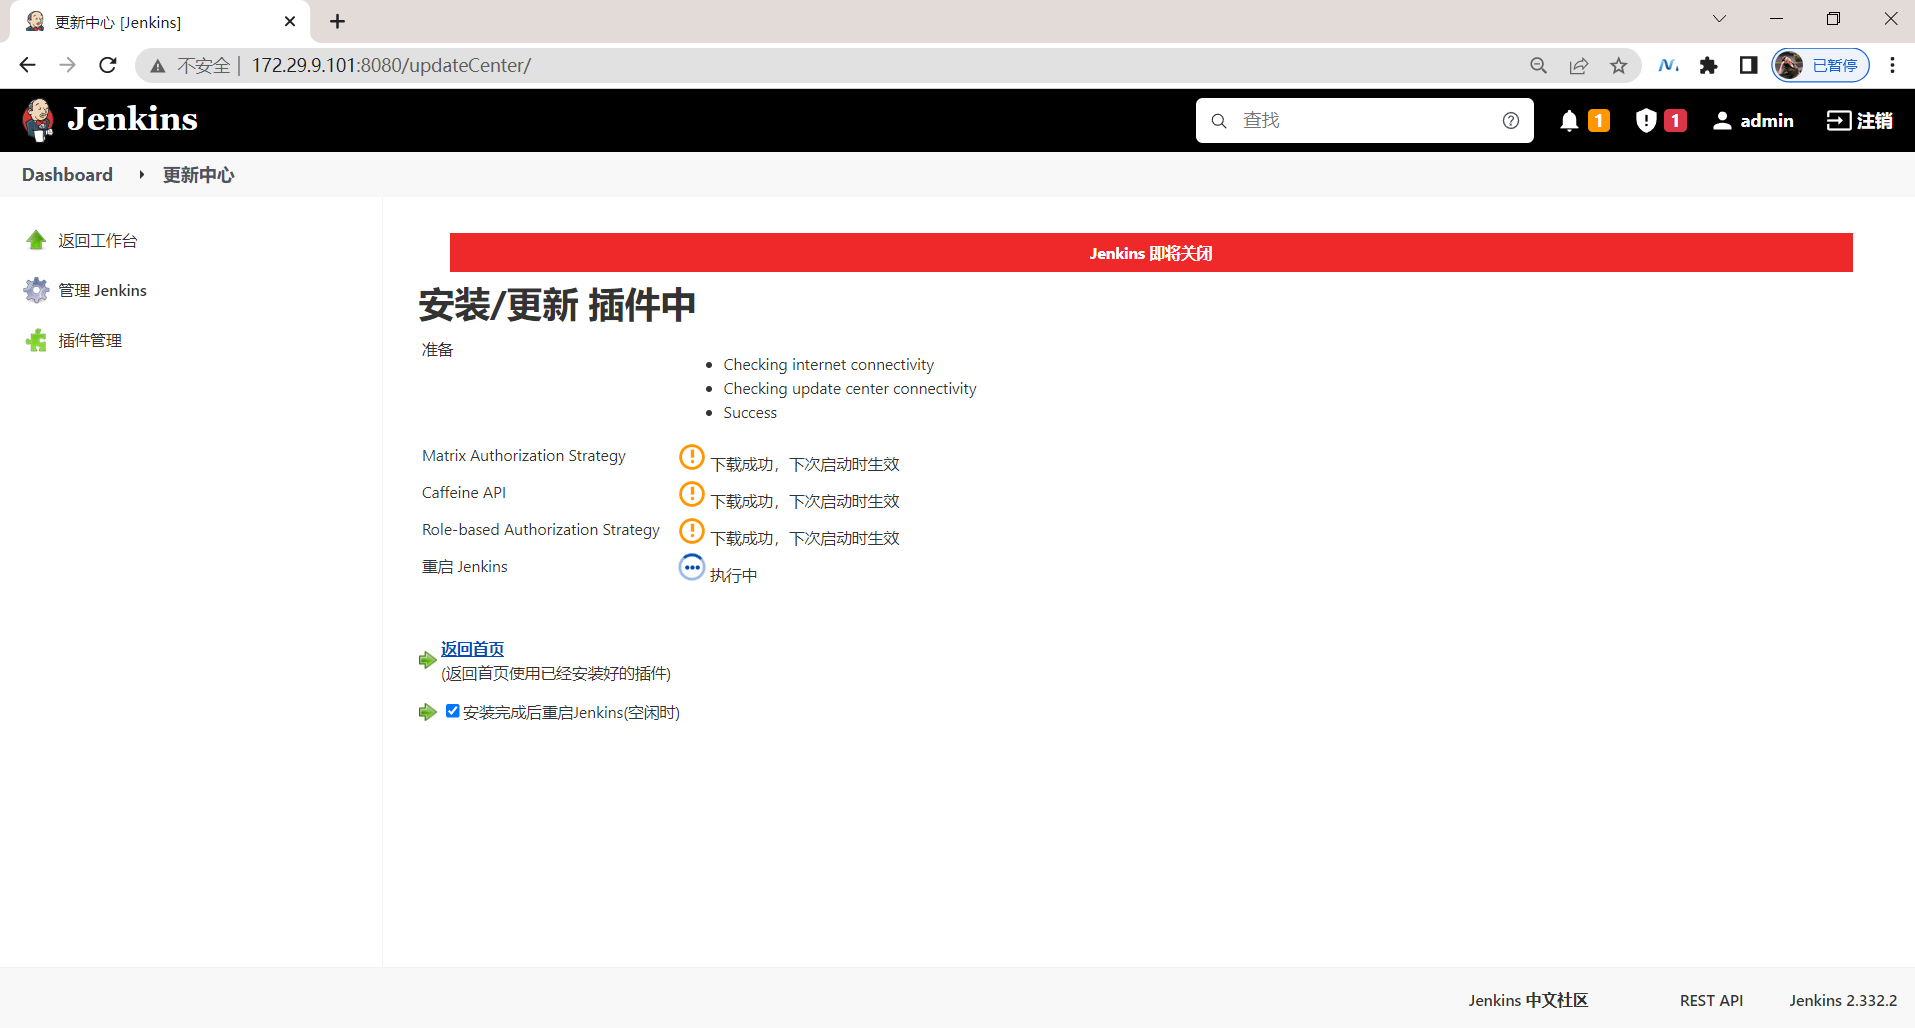 更新中心 [Jenkins]
不安全 | 172.29.9.101:8080/updateCenter/
已暂停
Jenkins
查找
1
1
admin
注销
Dashboard
更新中心
返回工作台
管理 Jenkins
插件管理
Jenkins 即将关闭
安装/更新 插件中
准备
Checking internet connectivity
Checking update center connectivity
Success
Matrix Authorization Strategy
下载成功，下次启动时生效
Caffeine API
下载成功，下次启动时生效
Role-based Authorization Strategy
下载成功，下次启动时生效
重启 Jenkins
执行中
返回首页
(返回首页使用已经安装好的插件)
安装完成后重启Jenkins(空闲时)
Jenkins 中文社区
REST API
Jenkins 2.332.2